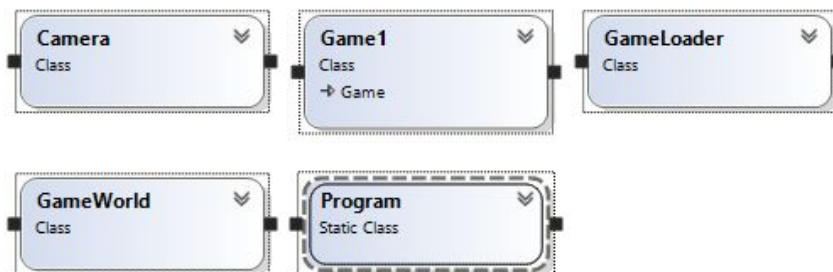 Camera
Class
Game1
Class
Game
GameLoader
Class
GameWorld
Class
Program
Static Class